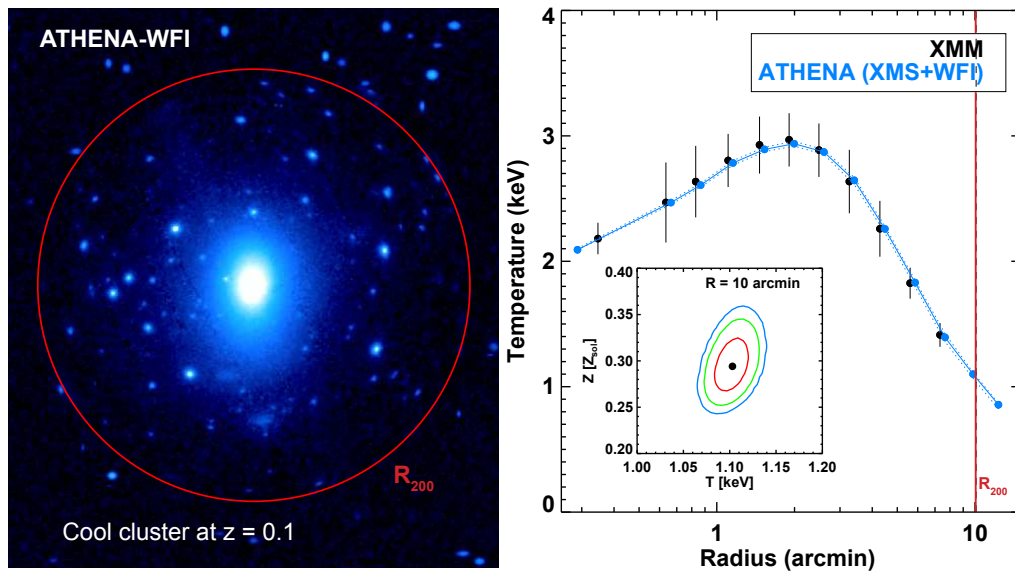 ATHENA-WFI
R200
Cool cluster at z = 0.1
XMM
ATHENA (XMS+WFI)
Temperature (keV)
4
3
2
1
0
R = 10 arcmin
Z [Zsol]
0.40
0.35
0.30
0.25
0.20
1.00 1.05 1.10 1.15 1.20
T [keV]
R200
1 10
Radius (arcmin)